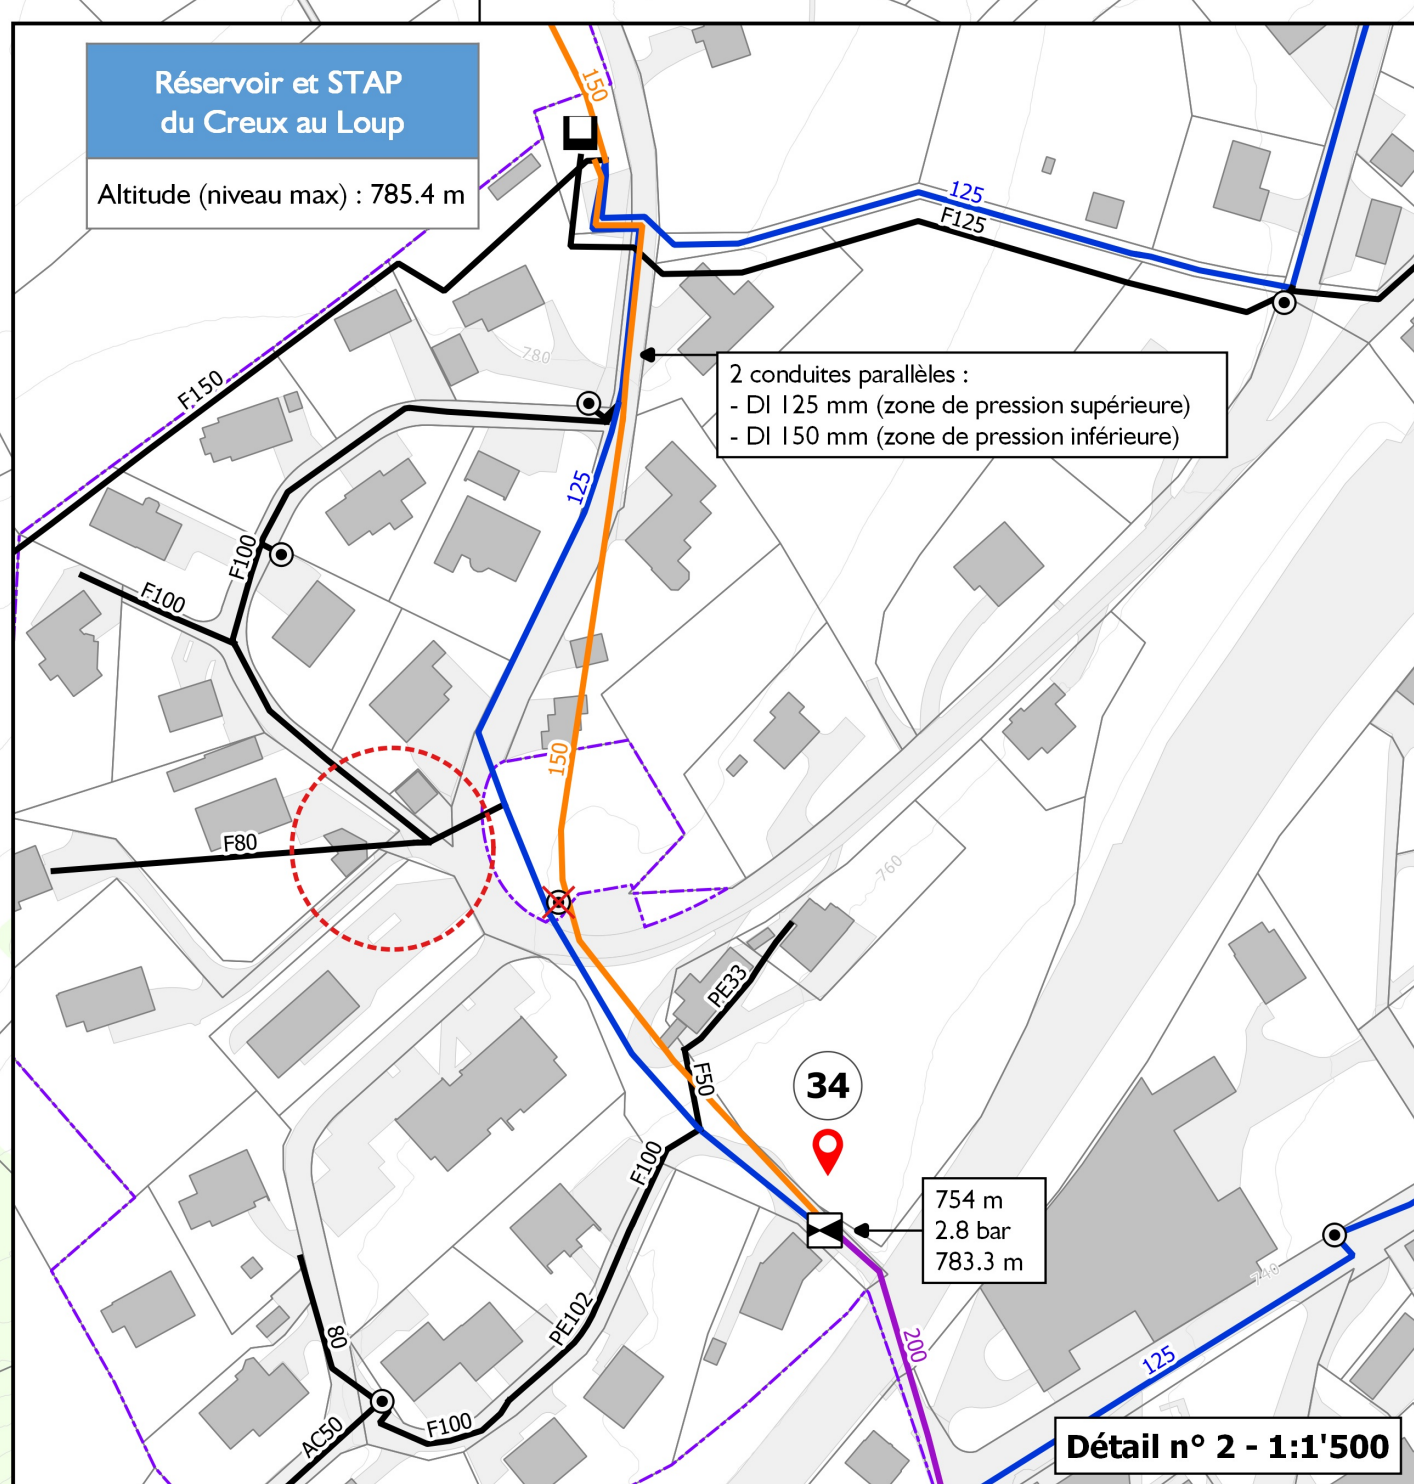 Réservoir et STAP
du Creux au Loup
Altitude (niveau max) : 785.4 m
150
125
F125
780
2 conduites parallèles :
- DI 125 mm (zone de pression supérieure)
- DI 150 mm (zone de pression inférieure)
F150
125
F100
F100
150
F80
760
PE33
F50
34
F100
754 m
2.8 bar
783.3 m
740
PE102
80
200
125
F100
AC50
Détail n° 2 - 1:1'500